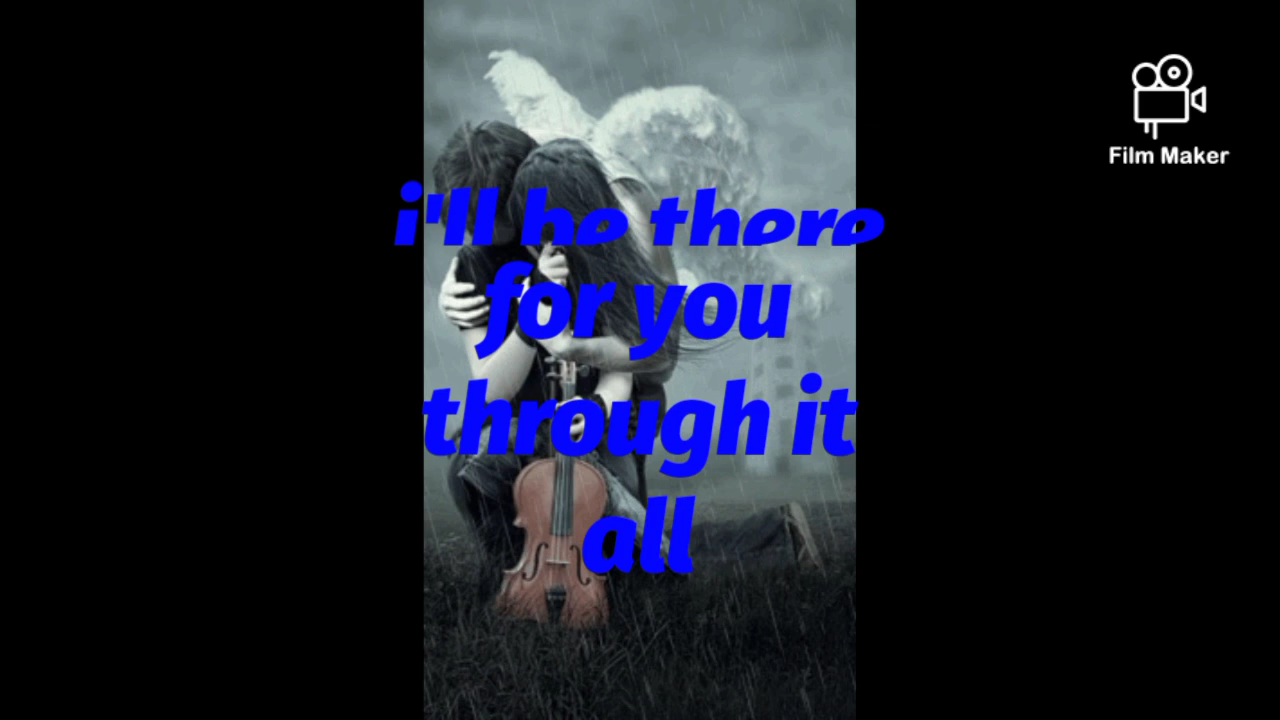 i'll be there
for you
through it
all
Film Maker